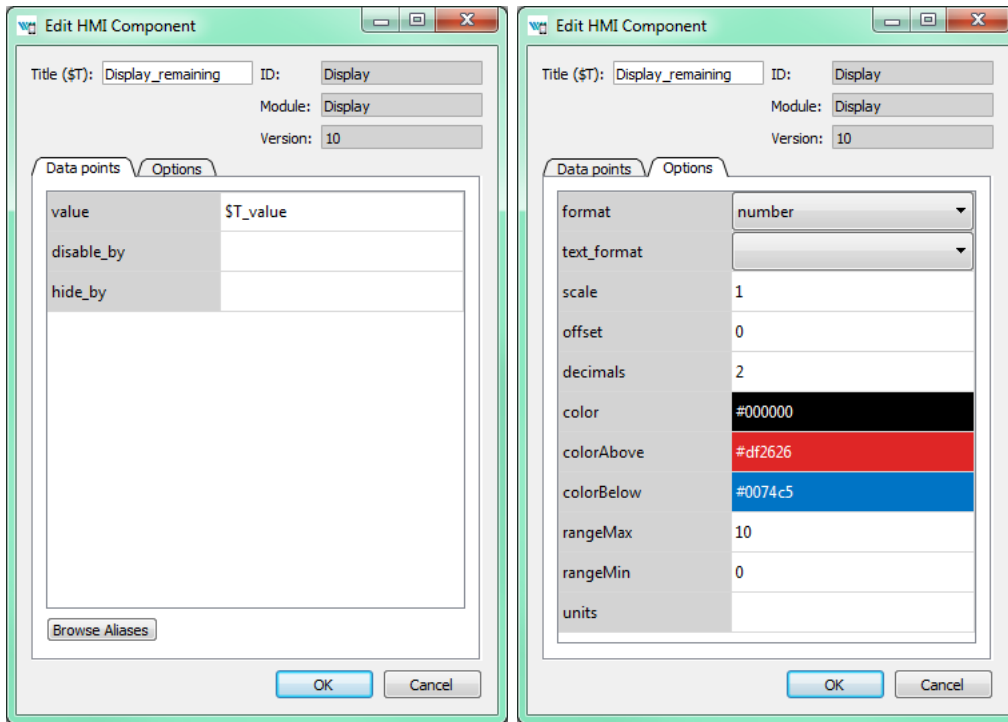 Edit HMI Component
Title ($T): Display_remaining ID: Display
Module: Display
Version: 10
Data points Options
value $T_value
disable_by
hide_by
Browse Aliases
OK Cancel
Edit HMI Component
Title ($T): Display_remaining ID: Display
Module: Display
Version: 10
Data points Options
format number
text_format
scale 1
offset 0
decimals 2
color #000000
colorAbove #df2626
colorBelow #0074c5
rangeMax 10
rangeMin 0
units
OK Cancel